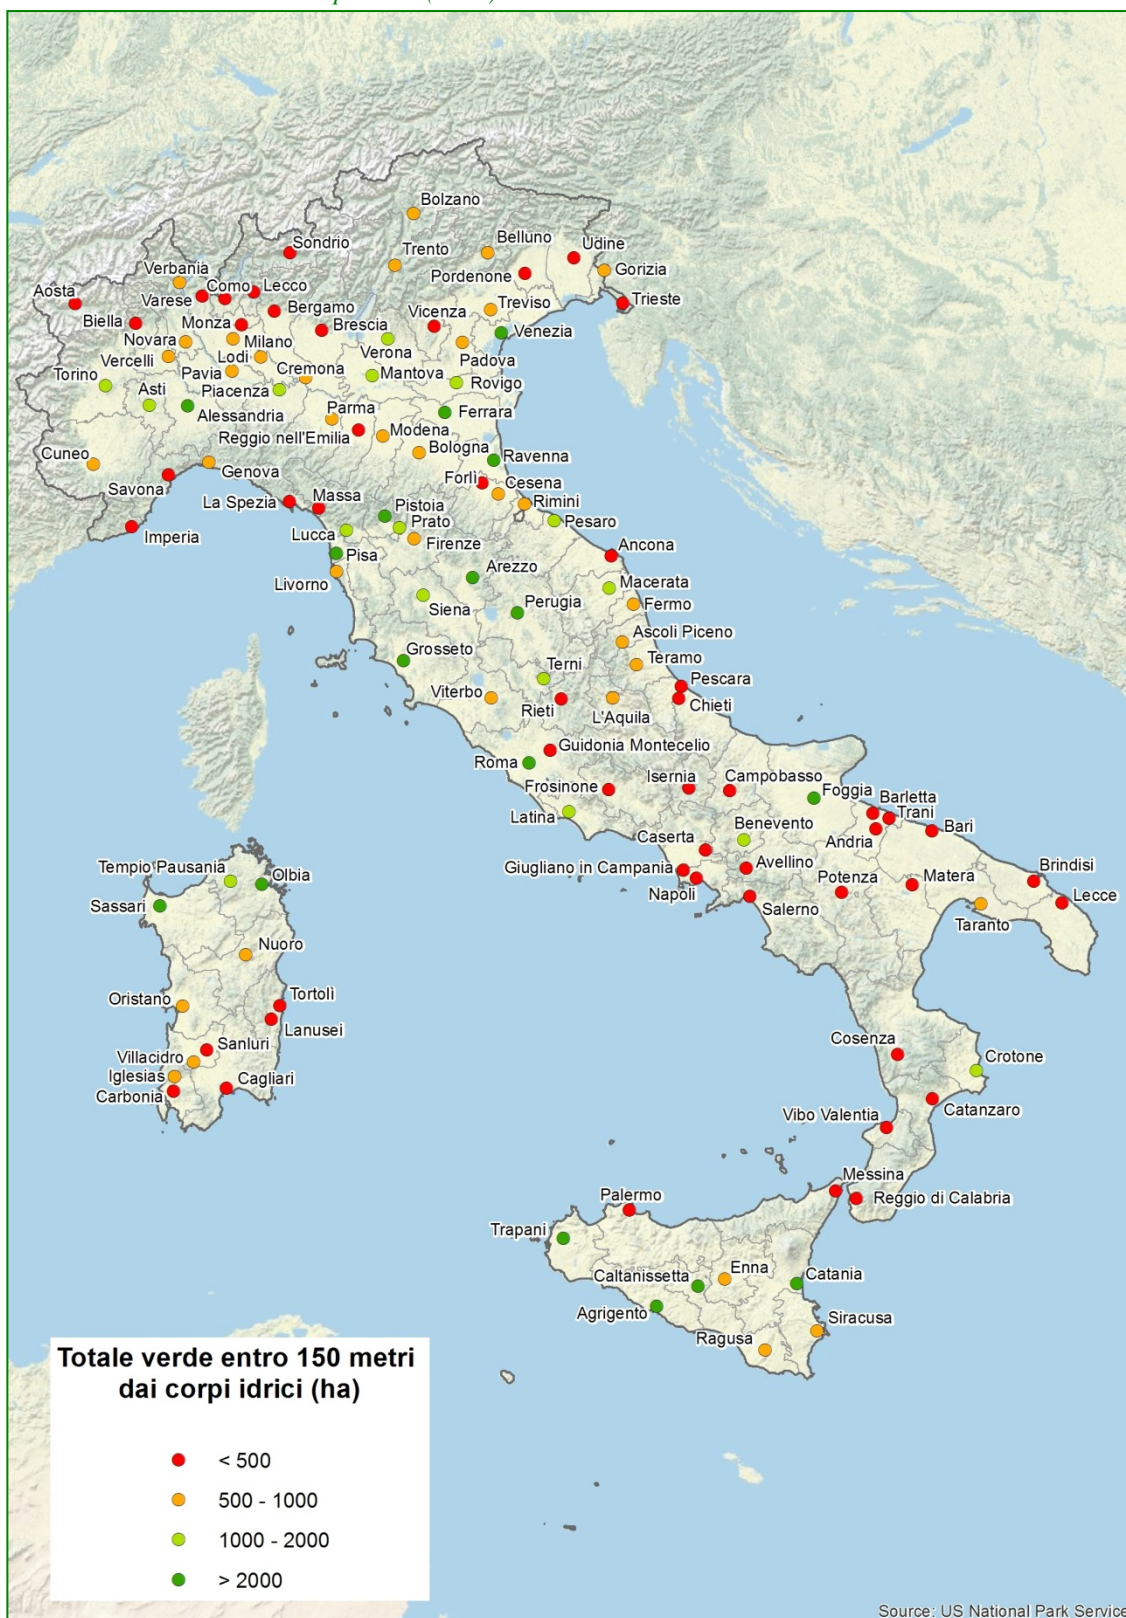 Bolzano
Sondrio
Trento
Belluno
Udine
Verbania
Pordenone
Gorizia
Aosta
Varese
Como
Lecco
Bergamo
Treviso
Trieste
Biella
Monza
Brescia
Vicenza
Venezia
Novara
Milano
Vercelli
Lodi
Verona
Padova
Torino
Pavia
Cremona
Mantova
Asti
Piacenza
Rovigo
Alessandria
Parma
Ferrara
Reggio nell'Emilia
Modena
Cuneo
Bologna
Genova
Ravenna
Savona
Forlì
Cesena
La Spezia
Massa
Rimini
Imperia
Pistoia
Lucca
Prato
Pesaro
Firenze
Pisa
Ancona
Livorno
Arezzo
Macerata
Siena
Perugia
Fermo
Ascoli Piceno
Grosseto
Terni
Teramo
Viterbo
Rieti
L'Aquila
Pescara
Chieti
Guidonia Montecelio
Roma
Frosinone
Isernia
Campobasso
Foggia
Barletta
Trani
Latina
Benevento
Andria
Bari
Caserta
Tempio Pausania
Olbia
Giugliano in Campania
Avellino
Brindisi
Sassari
Napoli
Salerno
Potenza
Matera
Lecce
Taranto
Nuoro
Oristano
Tortolì
Lanusei
Villacidro
Sanluri
Iglesias
Carbonia
Cagliari
Cosenza
Crotone
Catanzaro
Vibo Valentia
Messina
Palermo
Reggio di Calabria
Trapani
Caltanissetta
Enna
Catania
Agrigento
Siracusa
Ragusa
Totale verde entro 150 metri
dai corpi idrici (ha)
< 500
500 - 1000
1000 - 2000
> 2000
Source: US National Park Service